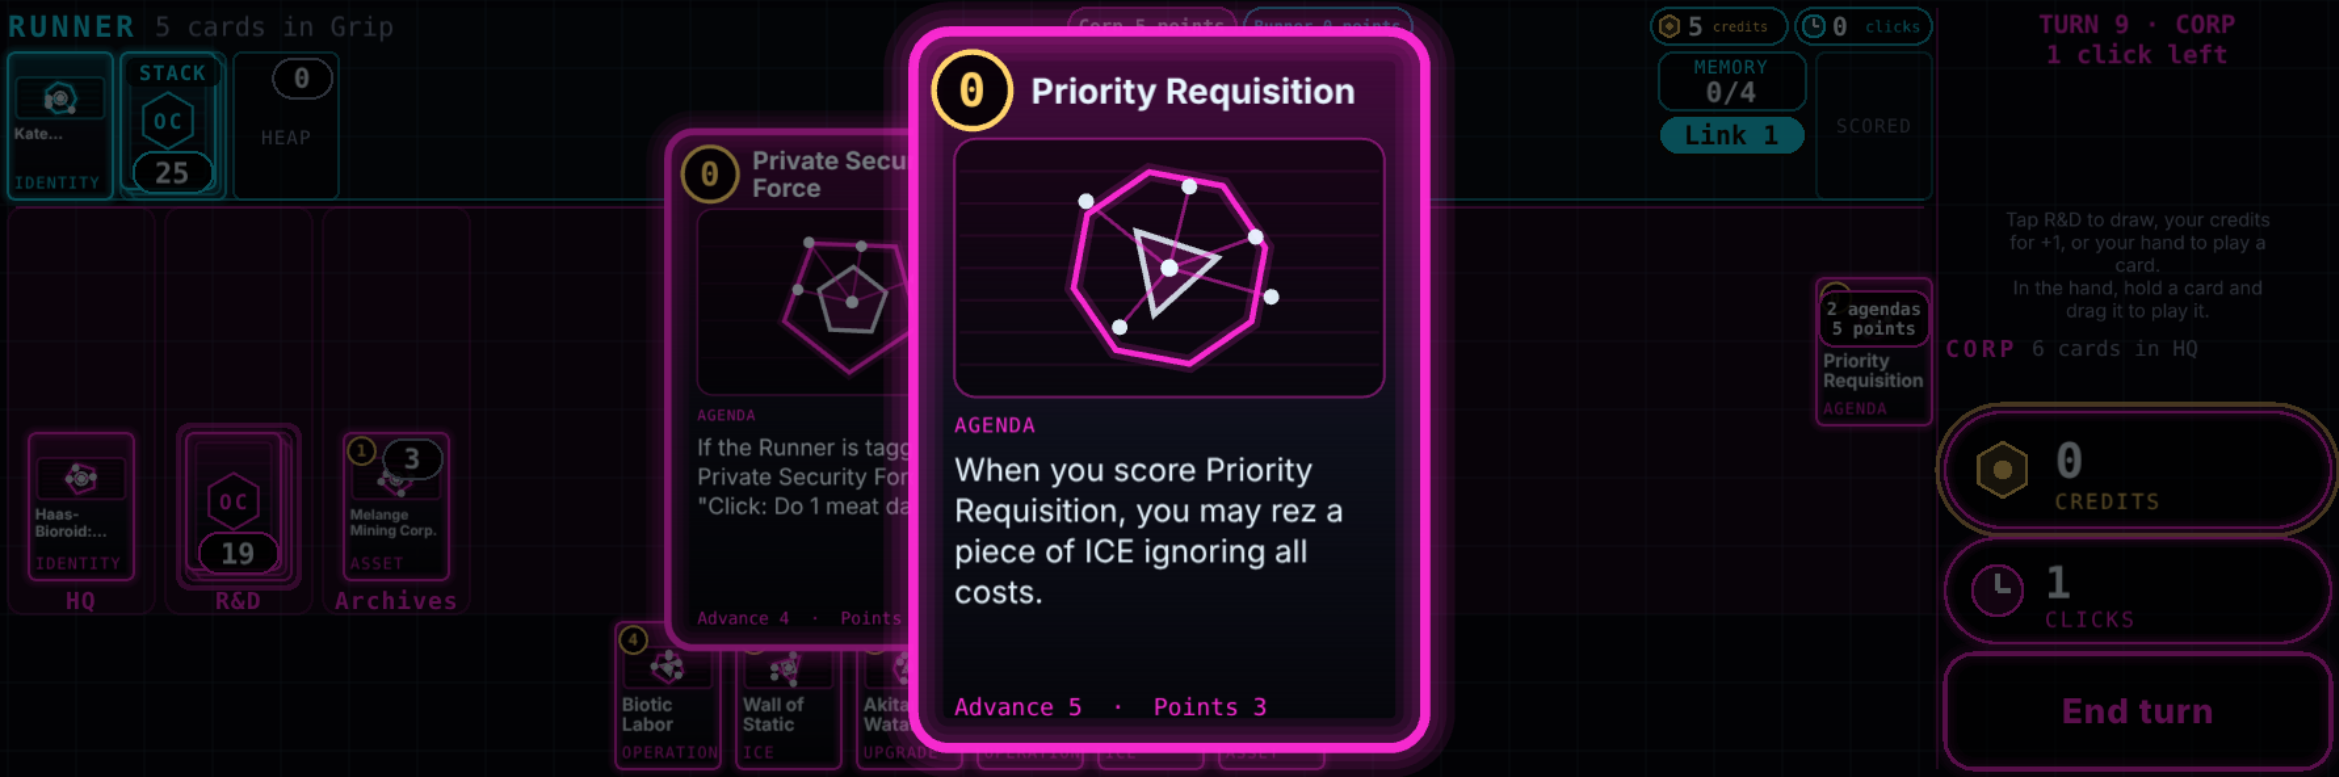 RUNNER 5 cards in Grip
Corp 5 points
Runner 0 points
5 credits
0 clicks
TURN 9 · CORP
1 click left
Kate...
IDENTITY
STACK
OC
25
0
HEAP
MEMORY
0/4
Link 1
SCORED
0
Private Secu
Force
AGENDA
If the Runner is tagg
Private Security For
"Click: Do 1 meat da
Advance 4 · Points
0
Priority Requisition
AGENDA
When you score Priority
Requisition, you may rez a
piece of ICE ignoring all
costs.
Advance 5 · Points 3
Tap R&D to draw, your credits
for +1, or your hand to play a
card.
In the hand, hold a card and
drag it to play it.
2 agendas
5 points
Priority
Requisition
AGENDA
CORP 6 cards in HQ
Haas-
Bioroid:...
IDENTITY
HQ
OC
19
R&D
1
3
Melange
Mining Corp.
ASSET
Archives
0
CREDITS
1
CLICKS
End turn
4
Biotic
Labor
OPERATION
Wall of
Static
ICE
Akita
Wata
UPGRADE
OPERATION
ICE
ASSET